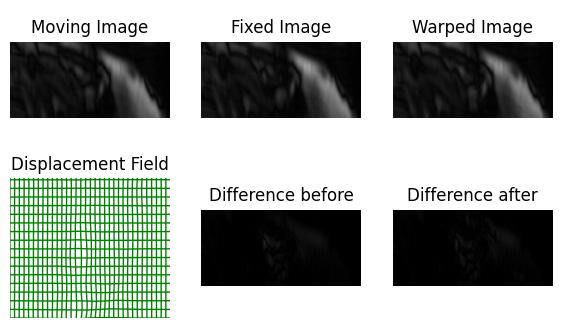 Moving Image
Fixed Image
Warped Image
Displacement Field
Difference before
Difference after